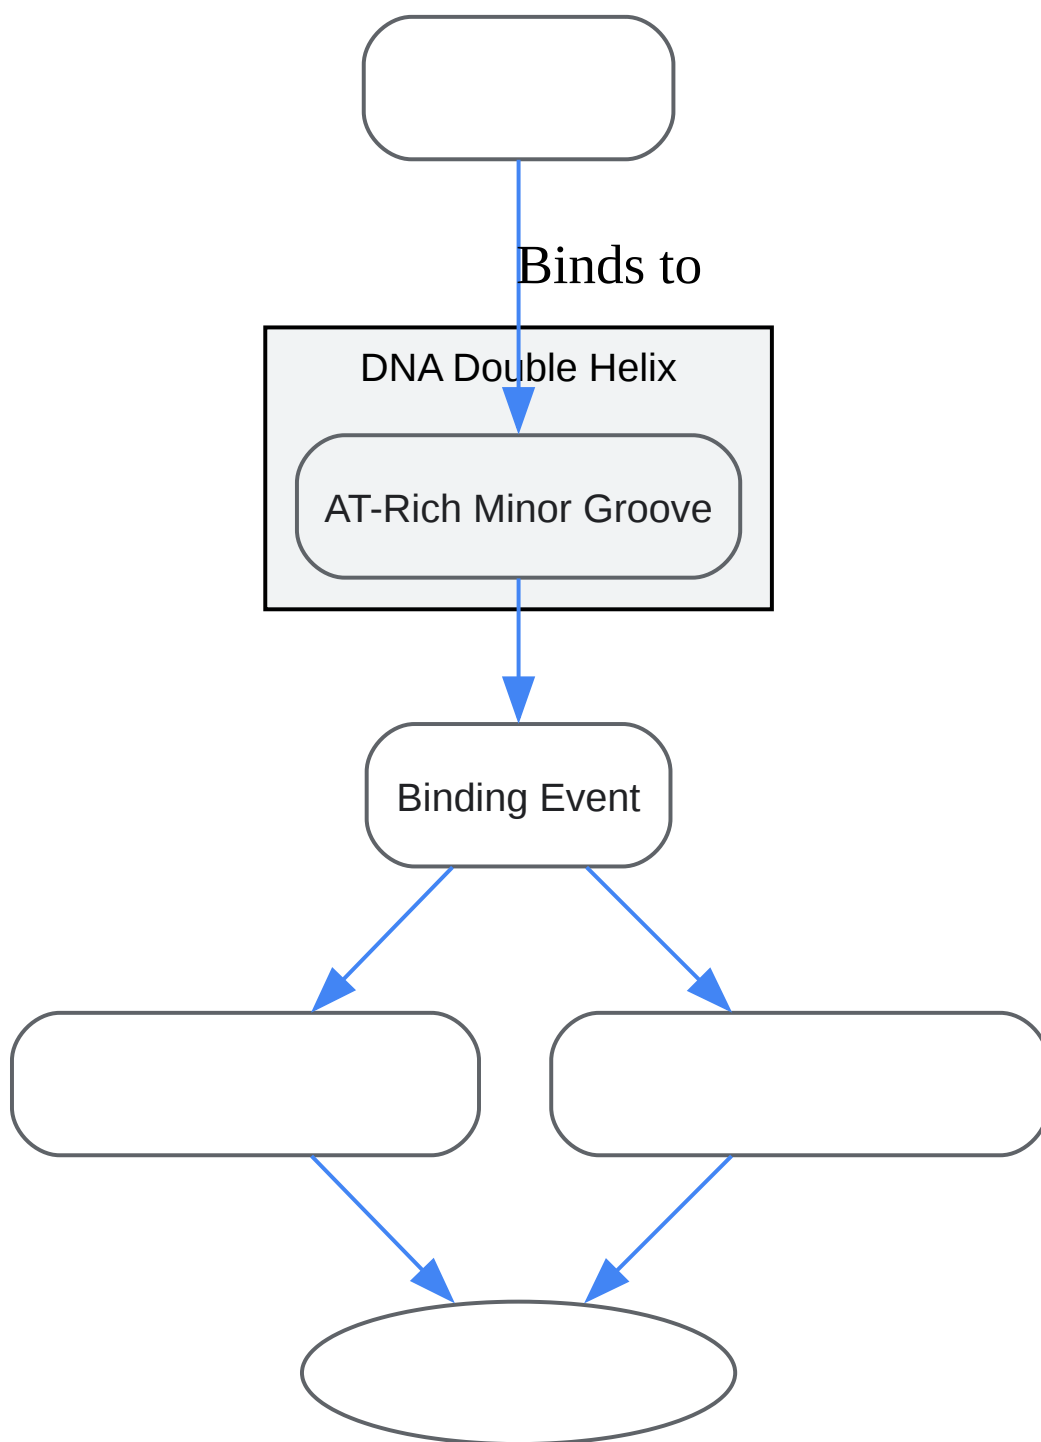 Binds to
DNA Double Helix
AT-Rich Minor Groove
Binding Event